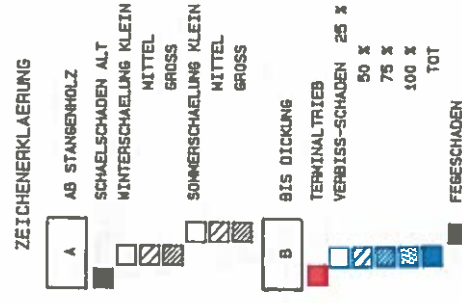 ZEICHENERKLAERUNG
A
AB STANGENHOLZ
SCHAELSCHADEN ALT
WINTERSCHAELUNG KLEIN
MITTEL
GROSS
SOMMERSCHAELUNG KLEIN
MITTEL
GROSS
B
BIS DICKUNG
TERMINALTRIEB
VERBISS-SCHADEN 25 %
50 %
75 %
100 %
TOT
FEGESCHADEN